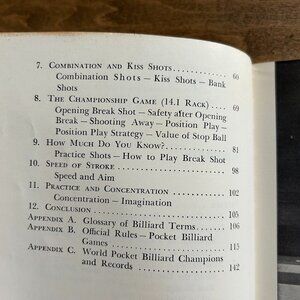 7. Combination and Kiss Shots . . . . . . . . 60
Combination Shots — Kiss Shots — Bank
Shots
8. The Championship Game (14.1 Rack) . . . . 69
Opening Break Shot — Safety after Opening
Break — Shooting Away — Position Play —
Position Play Strategy — Value of Stop Ball
9. How Much Do You Know? . . . . . . . . . 81
Practice Shots — How to Play Break Shot
10. Speed of Stroke . . . . . . . . . . . . 98
Speed and Aim
11. Practice and Concentration . . . . . . . 102
Concentration — Imagination
12. Conclusion . . . . . . . . . . . . . . 105
Appendix A. Glossary of Billiard Terms . . . . 106
Appendix B. Official Rules — Pocket Billiard
Games . . . . . . . . . . . . . . . 115
Appendix C. World Pocket Billiard Champions
and Records . . . . . . . . . . . . . 142